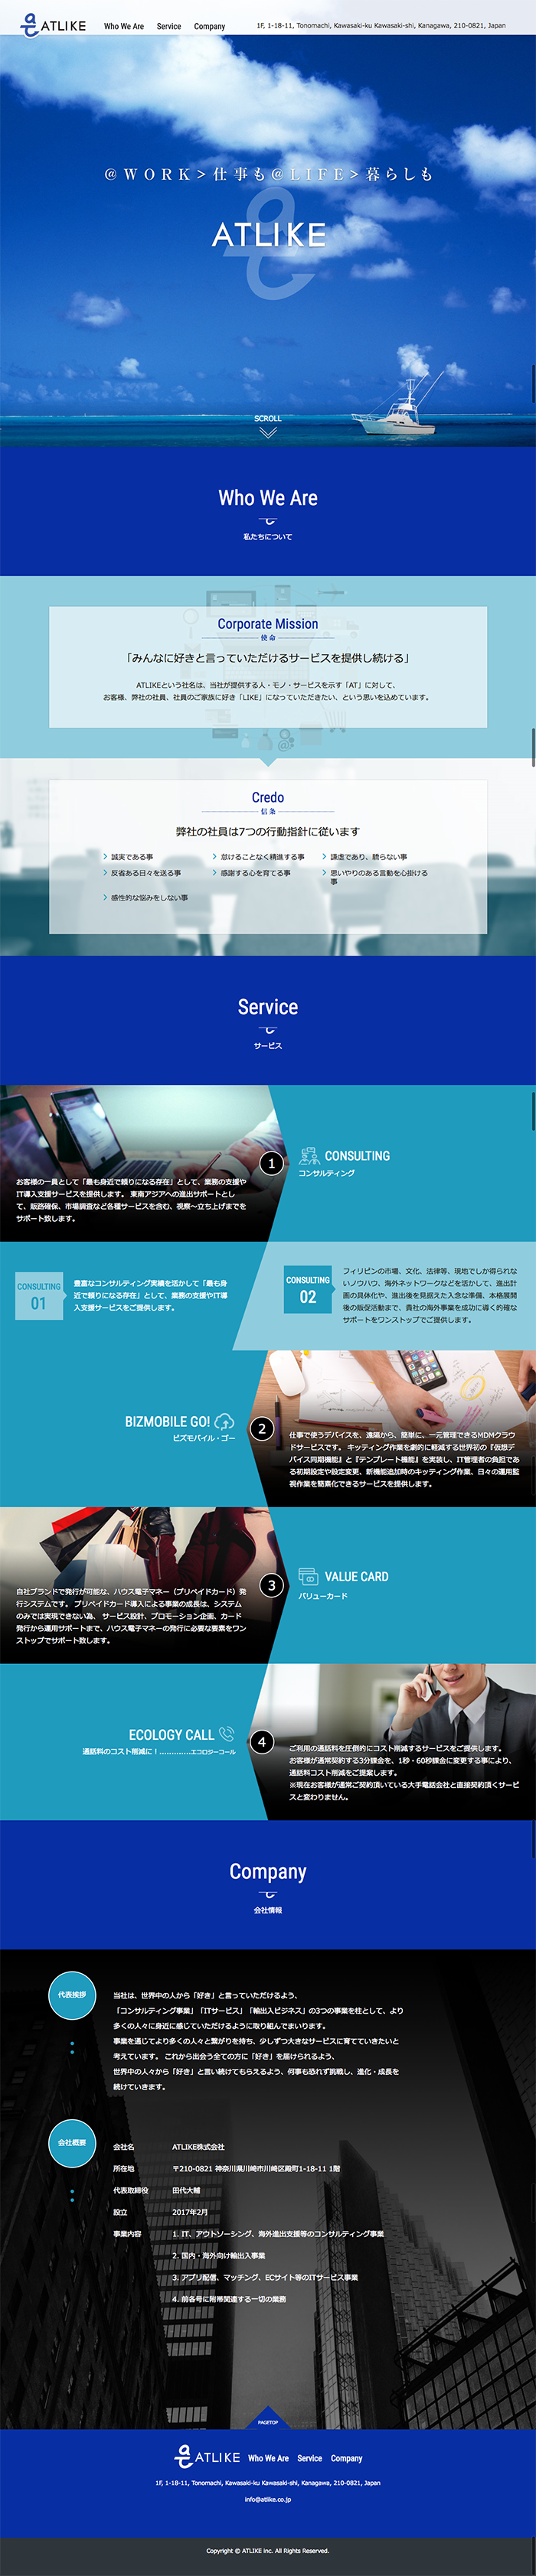 ATLIKE Who We Are Service Company 1F, 1-18-11, Tonomachi, Kawasaki-ku Kawasaki-shi, Kanagawa, 210-0821, Japan
@WORK>仕事も@LIFE>暮らしも
ATLIKE
SCROLL
Who We Are
私たちについて
Corporate Mission
使命
「みんなに好きと言っていただけるサービスを提供し続ける」
ATLIKEという社名は、当社が提供する人・モノ・サービスを示す「AT」に対して、
お客様、弊社の社員、社員のご家族に好き「LIKE」になっていただきたい、という思いを込めています。
Credo
信条
弊社の社員は7つの行動指針に従います
誠実である事
怠けることなく精進する事
謙虚であり、驕らない事
反省ある日々を送る事
感謝する心を育てる事
思いやりのある言動を心掛ける
事
感性的な悩みをしない事
Service
サービス
お客様の一員として「最も身近で頼りになる存在」として、業務の支援や
IT導入支援サービスを提供します。 東南アジアへの進出サポートとし
て、販路確保、市場調査など各種サービスを含む、視察〜立ち上げまでを
サポート致します。
1
CONSULTING
コンサルティング
CONSULTING
01
豊富なコンサルティング実績を活かして「最も身
近で頼りになる存在」として、業務の支援やIT導
入支援サービスをご提供します。
CONSULTING
02
フィリピンの市場、文化、法律等、現地でしか得られな
いノウハウ、海外ネットワークなどを活かして、進出計
画の具体化や、進出後を見据えた入念な準備、本格展開
後の販促活動まで、貴社の海外事業を成功に導く的確な
サポートをワンストップでご提供します。
BIZMOBILE GO!
ビズモバイル・ゴー
2
仕事で使うデバイスを、遠隔から、簡単に、一元管理できるMDMクラウ
ドサービスです。 キッティング作業を劇的に軽減する世界初の『仮想デ
バイス同期機能』と『テンプレート機能』を実装し、IT管理者の負担であ
る初期設定や設定変更、新機能追加時のキッティング作業、日々の運用監
視作業を簡素化できるサービスを提供します。
自社ブランドで発行が可能な、ハウス電子マネー（プリペイドカード）発
行システムです。 プリペイドカード導入による事業の成長は、システム
のみでは実現できない為、 サービス設計、プロモーション企画、カード
発行から運用サポートまで、ハウス電子マネーの発行に必要な要素をワン
ストップでサポート致します。
3
VALUE CARD
バリューカード
ECOLOGY CALL
通話料のコスト削減に！.............エコロジーコール
4
ご利用の通話料を圧倒的にコスト削減するサービスをご提供します。
お客様が通常契約する3分課金を、1秒・60秒課金に変更する事により、
通話料コスト削減をご提案します。
※現在お客様が通常ご契約頂いている大手電話会社と直接契約頂くサービ
スと変わりません。
Company
会社情報
代表挨拶
当社は、世界中の人から「好き」と言っていただけるよう、
「コンサルティング事業」「ITサービス」「輸出入ビジネス」の3つの事業を柱として、より
多くの人々に身近に感じていただけるように取り組んでまいります。
事業を通じてより多くの人々と繋がりを持ち、少しずつ大きなサービスに育てていきたいと
考えています。 これから出会う全ての方に「好き」を届けられるよう、
世界中の人々から「好き」と言い続けてもらえるよう、何事も恐れず挑戦し、進化・成長を
続けていきます。
会社概要
会社名 ATLIKE株式会社
所在地 〒210-0821 神奈川県川崎市川崎区殿町1-18-11 1階
代表取締役 田代大輔
設立 2017年2月
事業内容 1. IT、アウトソーシング、海外進出支援等のコンサルティング事業
2. 国内・海外向け輸出入事業
3. アプリ配信、マッチング、ECサイト等のITサービス事業
4. 前各号に附帯関連する一切の業務
PAGETOP
ATLIKE Who We Are Service Company
1F, 1-18-11, Tonomachi, Kawasaki-ku Kawasaki-shi, Kanagawa, 210-0821, Japan
info@atlike.co.jp
Copyright © ATLIKE inc. All Rights Reserved.